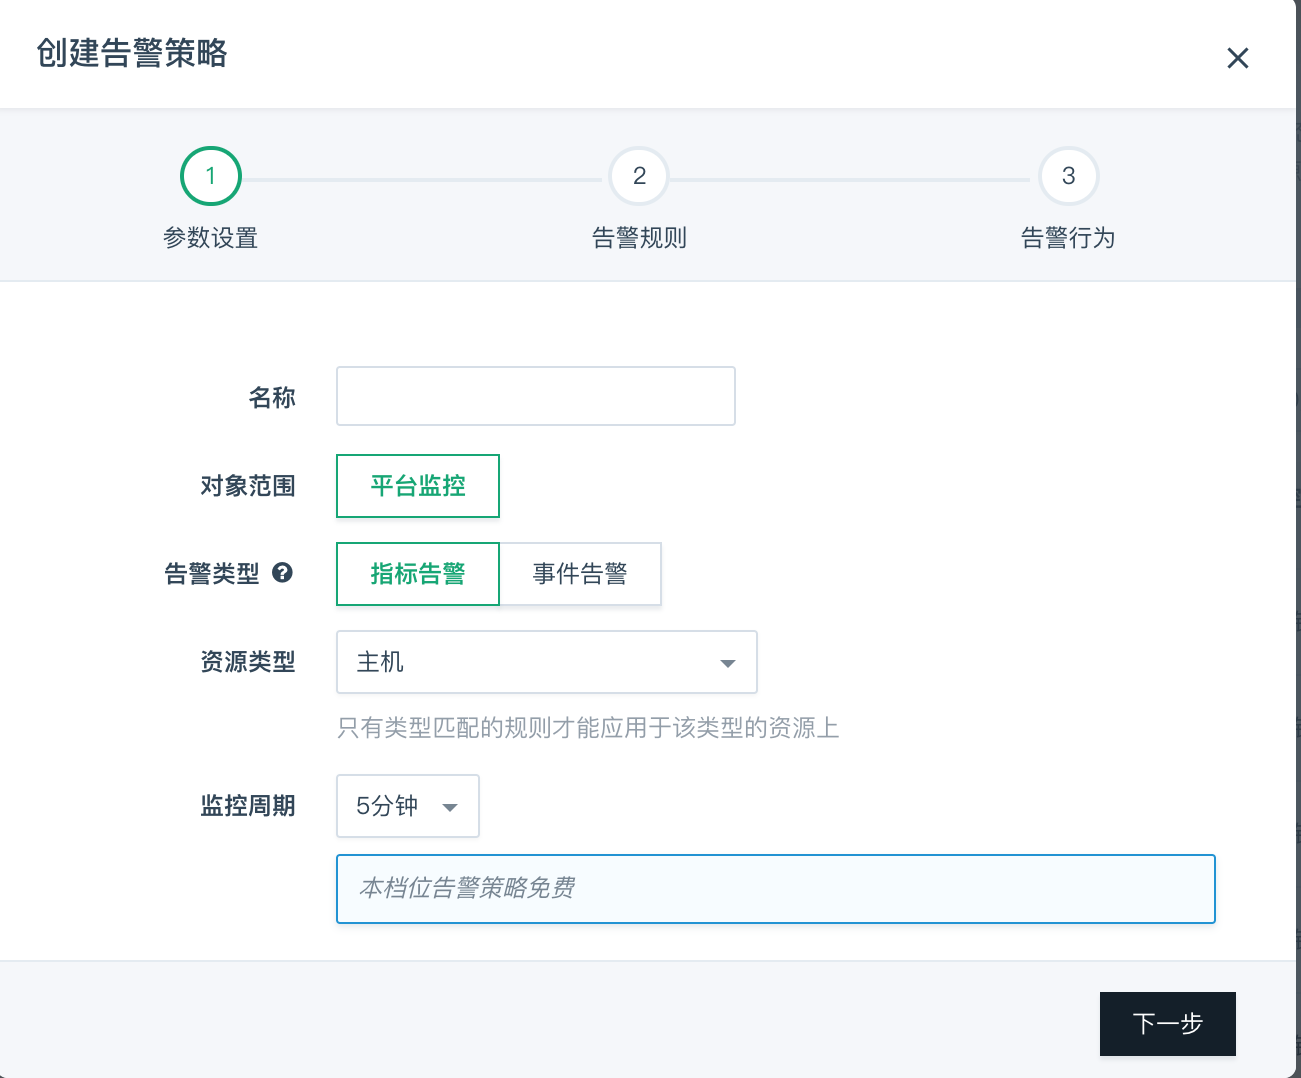 创建告警策略
1
2
3
参数设置
告警规则
告警行为
名称
对象范围
平台监控
告警类型
指标告警
事件告警
资源类型
主机
只有类型匹配的规则才能应用于该类型的资源上
监控周期
5分钟
本档位告警策略免费
下一步